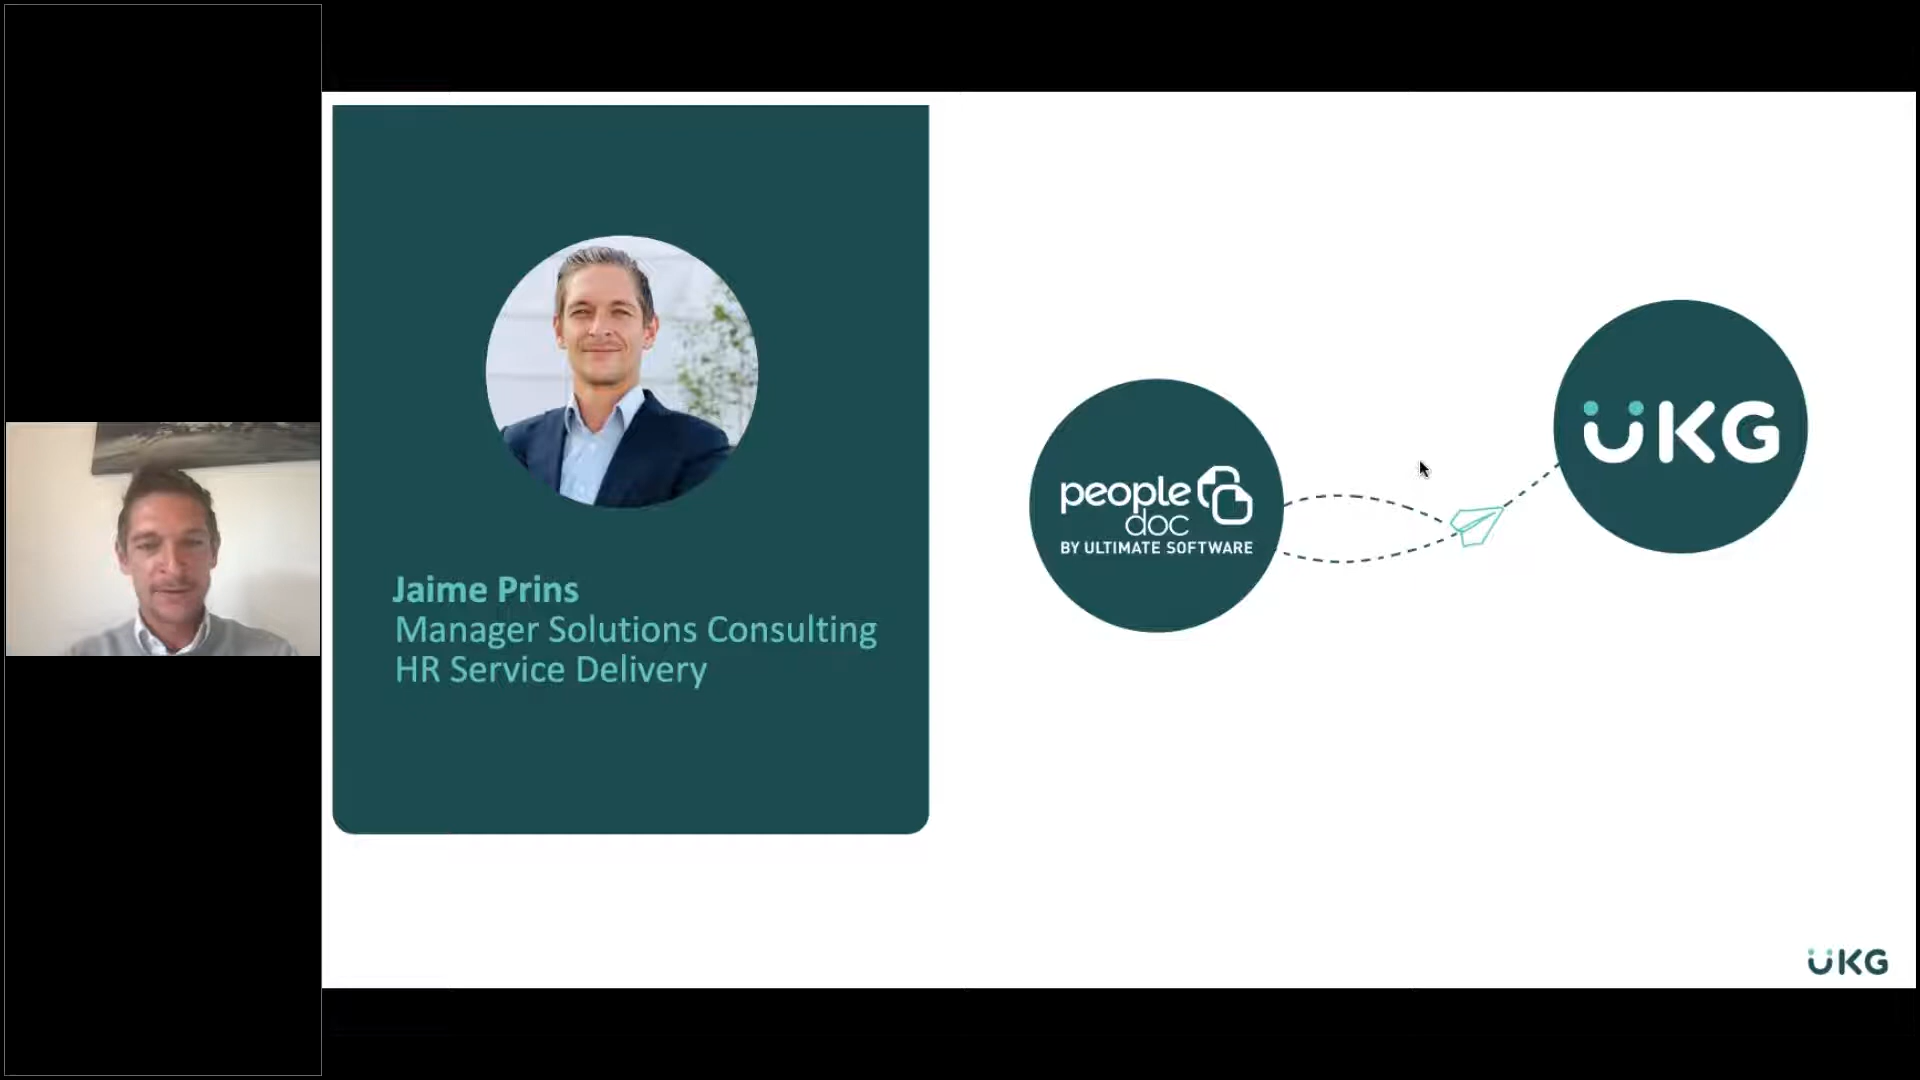 Jaime Prins
Manager Solutions Consulting
HR Service Delivery
people
doc
BY ULTIMATE SOFTWARE
UKG
UKG